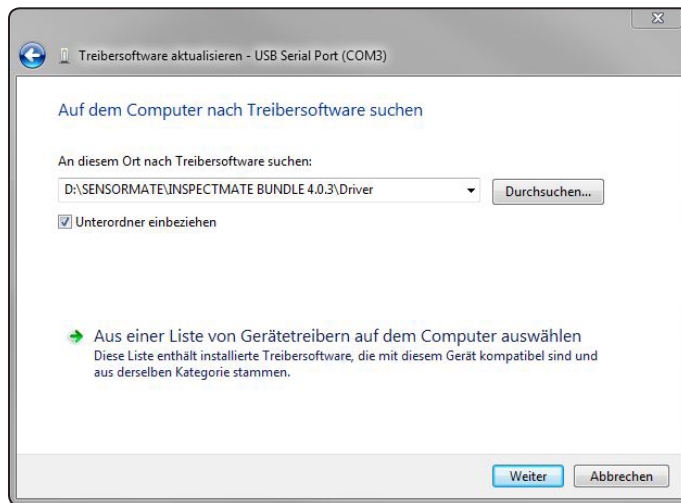 Treibersoftware aktualisieren - USB Serial Port (COM3)
Auf dem Computer nach Treibersoftware suchen
An diesem Ort nach Treibersoftware suchen:
D:\SENSORMATE\INSPECTMATE BUNDLE 4.0.3\Driver
Durchsuchen...
Unterordner einbeziehen
Aus einer Liste von Gerätetreibern auf dem Computer auswählen
Diese Liste enthält installierte Treibersoftware, die mit diesem Gerät kompatibel sind und
aus derselben Kategorie stammen.
Weiter
Abbrechen